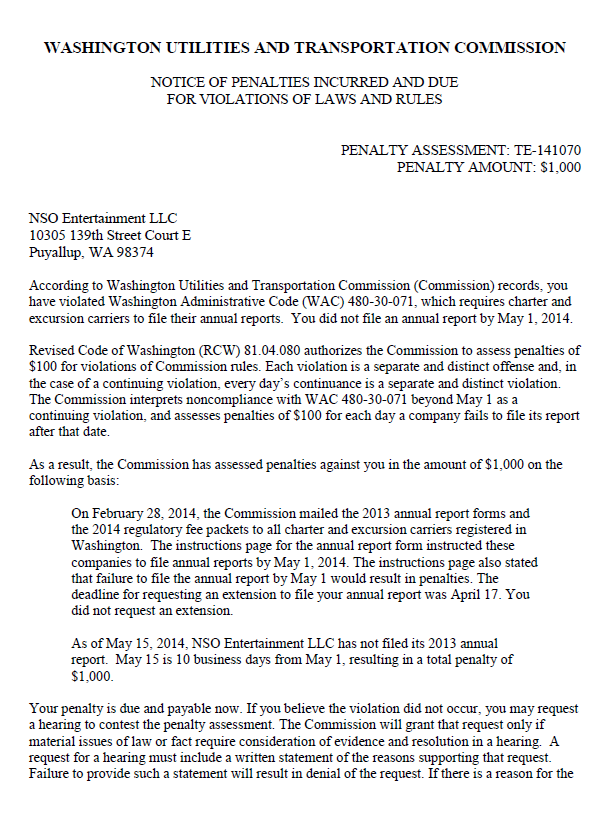 WASHINGTON UTILITIES AND TRANSPORTATION COMMISSION
NOTICE OF PENALTIES INCURRED AND DUE
FOR VIOLATIONS OF LAWS AND RULES
PENALTY ASSESSMENT: TE-141070
PENALTY AMOUNT: $1,000
NSO Entertainment LLC
10305 139th Street Court E
Puyallup, WA 98374
According to Washington Utilities and Transportation Commission (Commission) records, you
have violated Washington Administrative Code (WAC) 480-30-071, which requires charter and
excursion carriers to file their annual reports.  You did not file an annual report by May 1, 2014.
Revised Code of Washington (RCW) 81.04.080 authorizes the Commission to assess penalties of
$100 for violations of Commission rules. Each violation is a separate and distinct offense and, in
the case of a continuing violation, every day's continuance is a separate and distinct violation.
The Commission interprets noncompliance with WAC 480-30-071 beyond May 1 as a
continuing violation, and assesses penalties of $100 for each day a company fails to file its report
after that date.
As a result, the Commission has assessed penalties against you in the amount of $1,000 on the
following basis:
On February 28, 2014, the Commission mailed the 2013 annual report forms and
the 2014 regulatory fee packets to all charter and excursion carriers registered in
Washington.  The instructions page for the annual report form instructed these
companies to file annual reports by May 1, 2014. The instructions page also stated
that failure to file the annual report by May 1 would result in penalties. The
deadline for requesting an extension to file your annual report was April 17. You
did not request an extension.
As of May 15, 2014, NSO Entertainment LLC has not filed its 2013 annual
report.  May 15 is 10 business days from May 1, resulting in a total penalty of
$1,000.
Your penalty is due and payable now. If you believe the violation did not occur, you may request
a hearing to contest the penalty assessment. The Commission will grant that request only if
material issues of law or fact require consideration of evidence and resolution in a hearing.  A
request for a hearing must include a written statement of the reasons supporting that request.
Failure to provide such a statement will result in denial of the request. If there is a reason for the